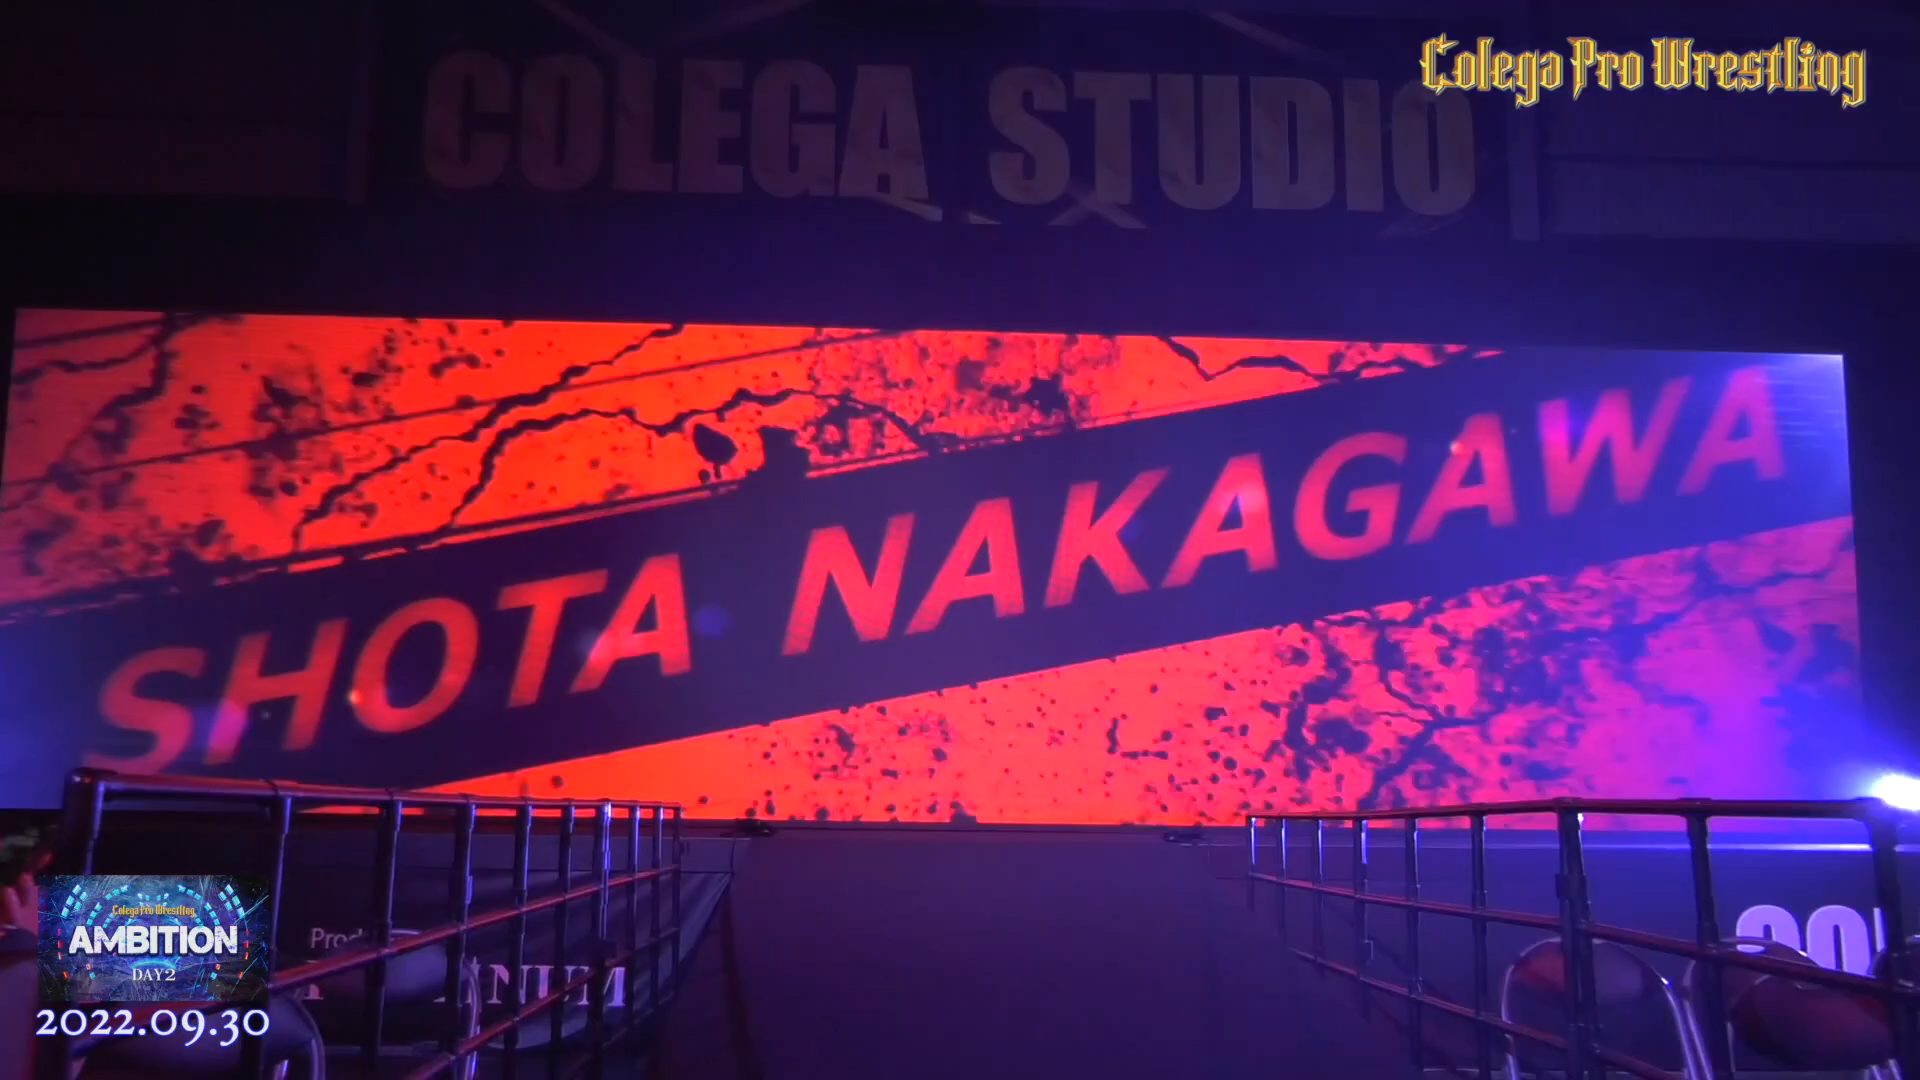 Colega Pro Wrestling
COLEGA STUDIO
SHOTA NAKAGAWA
Colega Pro Wrestling
AMBITION
DAY2
2022.09.30